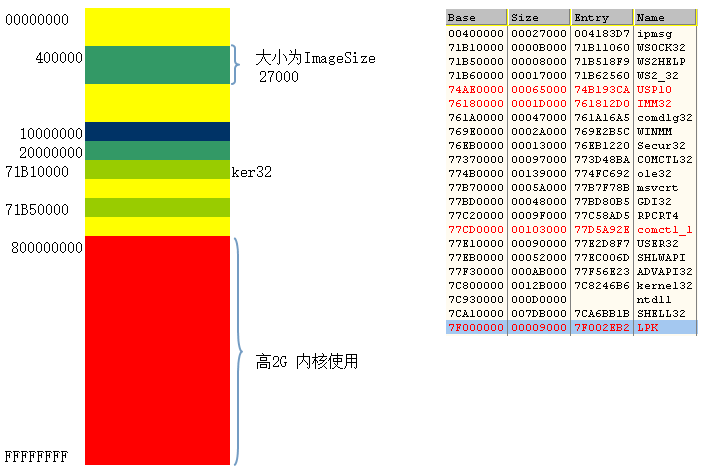 00000000
400000
大小为ImageSize
27000
10000000
20000000
71B10000
ker32
71B50000
800000000
高2G 内核使用
FFFFFFFF
Base Size Entry Name
00400000 00027000 004183D7 ipmsg
71B10000 0000B000 71B11060 WSOCK32
71B50000 00008000 71B518F9 WS2HELP
71B60000 00017000 71B62560 WS2_32
74AE0000 00065000 74B193CA USP10
76180000 0001D000 761812D0 IMM32
761A0000 00047000 761A16A5 comdlg32
769E0000 0002A000 769E2B5C WINMM
76EB0000 00013000 76EB1220 Secur32
77370000 00097000 773D48BA COMCTL32
774B0000 00139000 774FC692 ole32
77B70000 0005A000 77B7F78B msvcrt
77BD0000 00048000 77BD80B5 GDI32
77C20000 0009F000 77C58AD5 RPCRT4
77CD0000 00103000 77D5A92E comctl_1
77E10000 00090000 77E2D8F7 USER32
77EB0000 00052000 77EC006D SHLWAPI
77F30000 000AB000 77F56E23 ADVAPI32
7C800000 0012B000 7C8246B6 kernel32
7C930000 000D0000 ntdll
7CA10000 007DB000 7CA6BB1B SHELL32
7F000000 00009000 7F002EB2 LPK